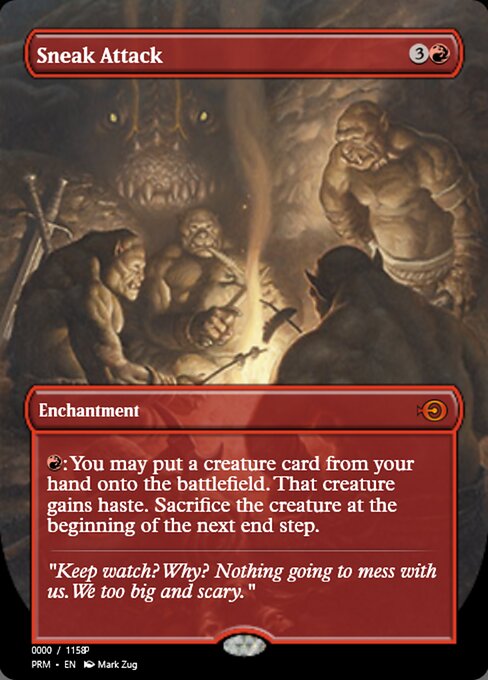 Sneak Attack 3
Enchantment
:You may put a creature card from your
hand onto the battlefield. That creature
gains haste. Sacrifice the creature at the
beginning of the next end step.
"Keep watch? Why? Nothing going to mess with
us. We too big and scary."
0000 / 1158P
PRM • EN Mark Zug